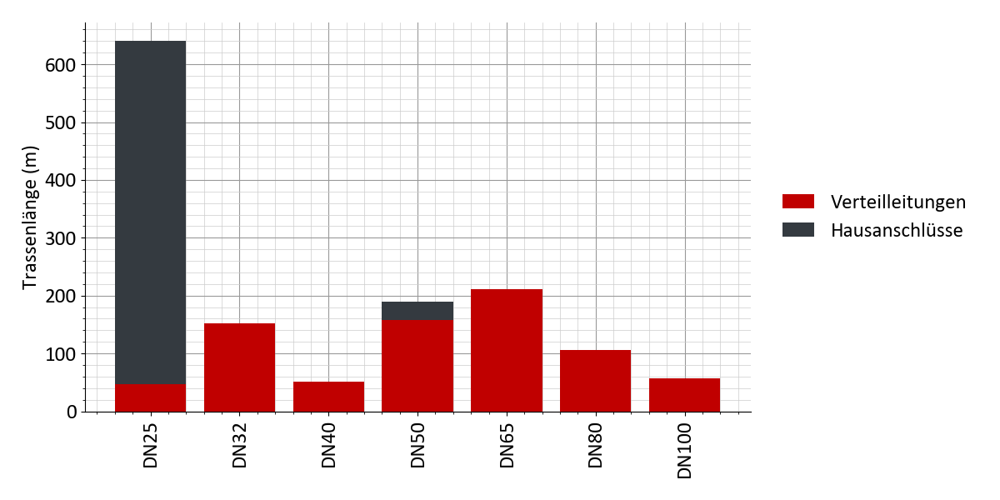 Trassenlänge (m)
600
500
400
300
200
100
0
DN25
DN32
DN40
DN50
DN65
DN80
DN100
Verteilleitungen
Hausanschlüsse